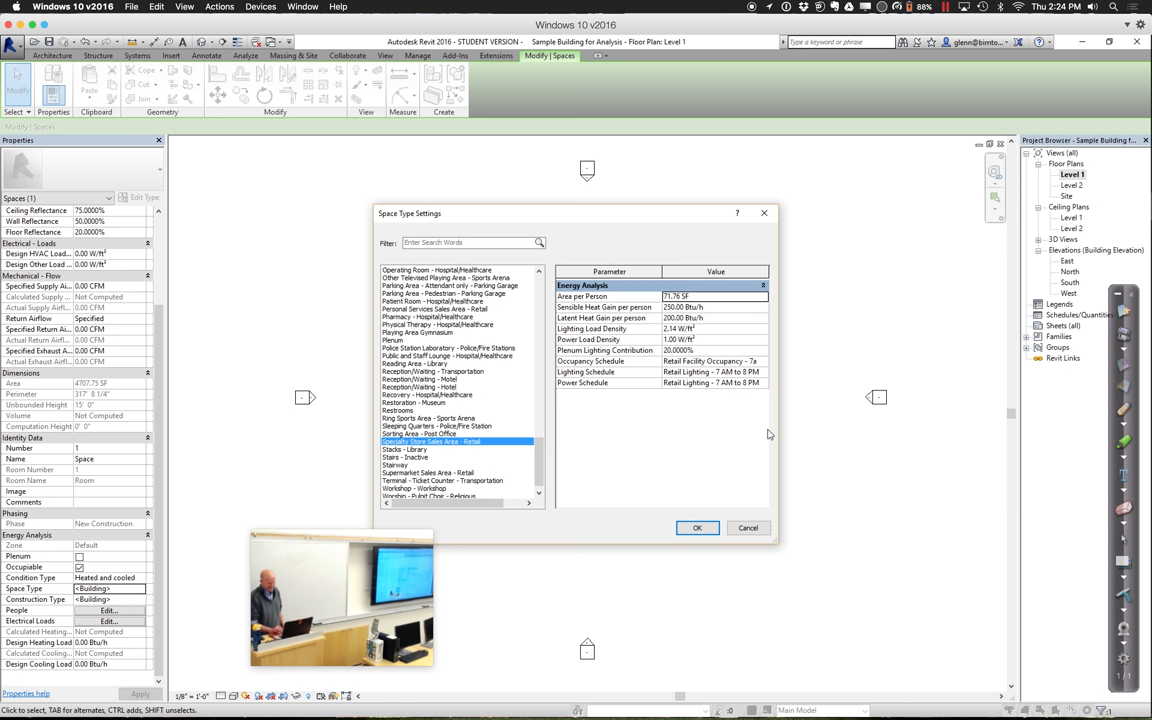 Windows 10 v2016 File Edit View Actions Devices Window Help 88% Thu 2:24 PM
Windows 10 v2016
Autodesk Revit 2016 - STUDENT VERSION - Sample Building for Analysis - Floor Plan: Level 1 Type a keyword or phrase glenn@bimto...
Architecture Structure Systems Insert Annotate Analyze Massing & Site Collaborate View Manage Add-Ins Extensions Modify | Spaces
Modify Paste Cope Cut Join
Select Properties Clipboard Geometry Modify View Measure Create
Modify | Spaces
Properties
Spaces (1) Edit Type
Ceiling Reflectance 75.0000%
Wall Reflectance 50.0000%
Floor Reflectance 20.0000%
Electrical - Loads
Design HVAC Load... 0.00 W/ft²
Design Other Load ... 0.00 W/ft²
Mechanical - Flow
Specified Supply Ai... 0.00 CFM
Calculated Supply ... Not Computed
Actual Supply Airfl... 0.00 CFM
Return Airflow Specified
Specified Return Ai... 0.00 CFM
Actual Return Airfl... 0.00 CFM
Specified Exhaust A... 0.00 CFM
Actual Exhaust Airfl... 0.00 CFM
Dimensions
Area 4707.75 SF
Perimeter 317' 8 1/4"
Unbounded Height 15' 0"
Volume Not Computed
Computation Height 0' 0"
Identity Data
Number 1
Name Space
Room Number 1
Room Name Room
Image
Comments
Phasing
Phase New Construction
Energy Analysis
Zone Default
Plenum
Occupiable
Condition Type Heated and cooled
Space Type <Building>
Construction Type <Building>
People Edit...
Electrical Loads Edit...
Calculated Heating... Not Computed
Design Heating Load 0.00 Btu/h
Calculated Cooling... Not Computed
Design Cooling Load 0.00 Btu/h
Properties help Apply
Space Type Settings
Filter: Enter Search Words
Operating Room - Hospital/Healthcare
Other Televised Playing Area - Sports Arena
Parking Area - Attendant only - Parking Garage
Parking Area - Pedestrian - Parking Garage
Patient Room - Hospital/Healthcare
Personal Services Sales Area - Retail
Pharmacy - Hospital/Healthcare
Physical Therapy - Hospital/Healthcare
Playing Area Gymnasium
Plenum
Police Station Laboratory - Police/Fire Stations
Public and Staff Lounge - Hospital/Healthcare
Reading Area - Library
Reception/Waiting - Transportation
Reception/Waiting - Motel
Reception/Waiting - Hotel
Recovery - Hospital/Healthcare
Restoration - Museum
Restrooms
Ring Sports Area - Sports Arena
Sleeping Quarters - Police/Fire Station
Sorting Area - Post Office
Specialty Store Sales Area - Retail
Stacks - Library
Stairs - Inactive
Stairway
Supermarket Sales Area - Retail
Terminal - Ticket Counter - Transportation
Workshop - Workshop
Worship - Pulpit Choir - Religious
Parameter Value
Energy Analysis
Area per Person 71.76 SF
Sensible Heat Gain per person 250.00 Btu/h
Latent Heat Gain per person 200.00 Btu/h
Lighting Load Density 2.14 W/ft²
Power Load Density 1.00 W/ft²
Plenum Lighting Contribution 20.0000%
Occupancy Schedule Retail Facility Occupancy - 7a
Lighting Schedule Retail Lighting - 7 AM to 8 PM
Power Schedule Retail Lighting - 7 AM to 8 PM
OK Cancel
Project Browser - Sample Building f...
Views (all)
Floor Plans
Level 1
Level 2
Site
Ceiling Plans
Level 1
Level 2
3D Views
Elevations (Building Elevation)
East
North
South
West
Legends
Schedules/Quantities
Sheets (all)
Families
Groups
Revit Links
1 / 1
1/8" = 1'-0"
Click to select, TAB for alternates, CTRL adds, SHIFT unselects. :0 Main Model :1